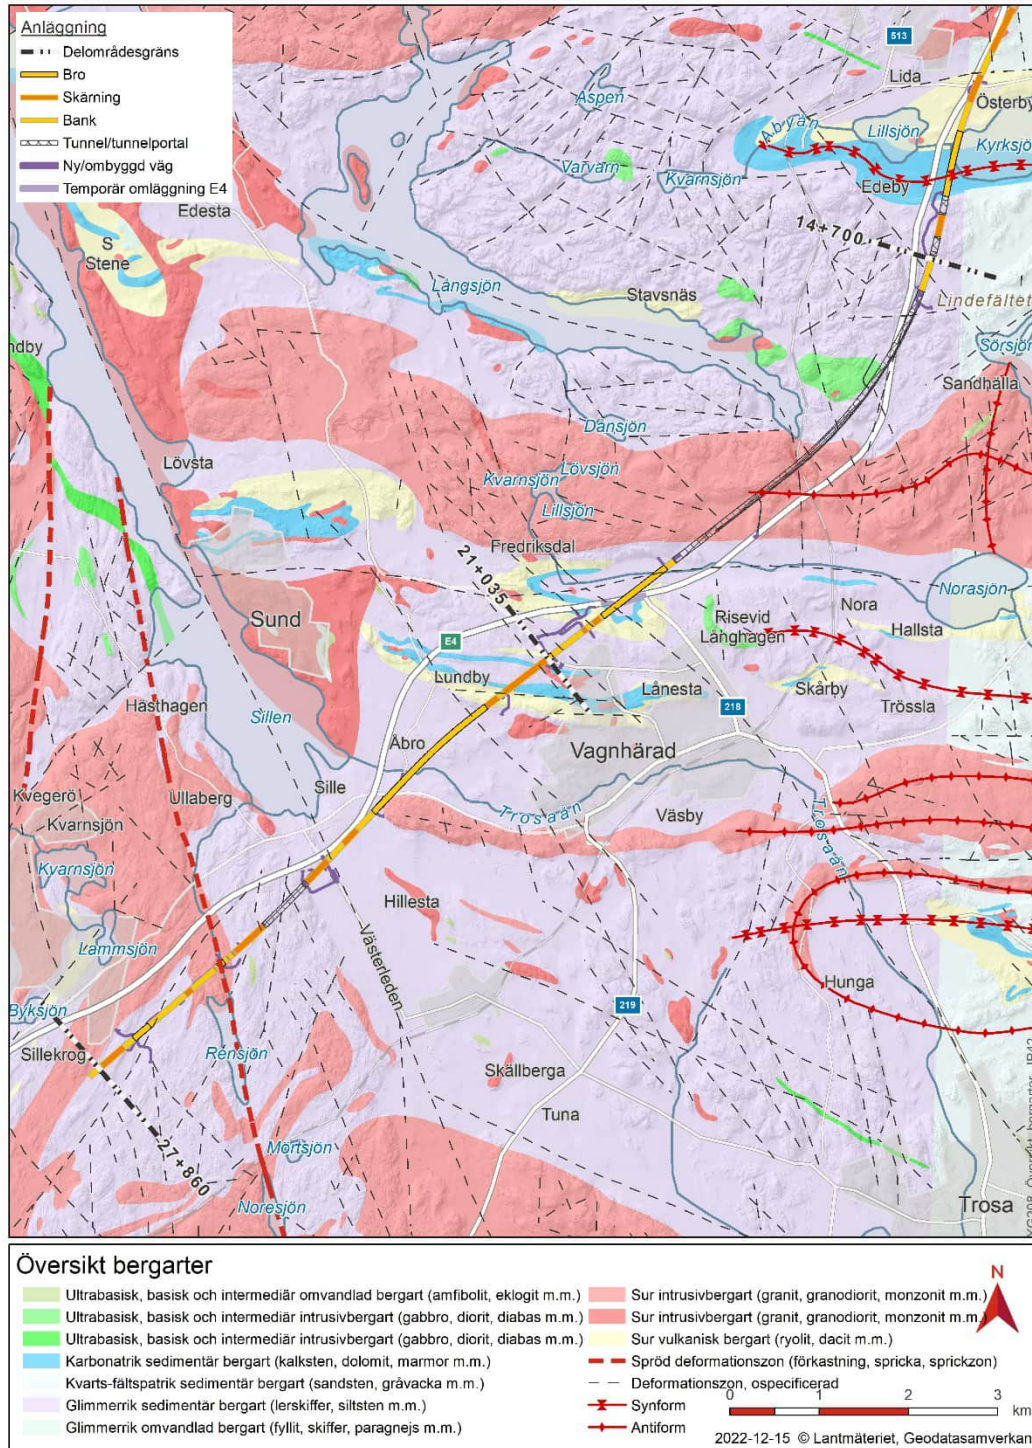 Anläggning
Delområdesgräns
Bro
Skärning
Bank
Tunnel/tunnelportal
Ny/ombyggd väg
Temporär omläggning E4
513
Lida
Österby
Aspen
Åbyån
Lillsjön
Kyrksjö
Varvarn
Kvarnsjön
Edeby
Edesta
14+700
S
Stene
Långsjön
Stavsnäs
Lindefältet
Sörsjön
ndby
Sandhälla
Dånsjön
Lövsta
Lövsjön
Kvarnsjön
Lillsjön
Fredriksdal
21+035
Norasjön
Sund
Risevid
Långhagen
Nora
Hallsta
E4
Lundby
Lånesta
Skårby
Trössla
218
Hästhagen
Sillen
Åbro
Vagnhärad
Sille
Kvegerö
Ullaberg
Kvarnsjön
Trosaån
Väsby
Trosaån
Kvarnsjön
Hillesta
Västerleden
Lammsjön
Hunga
Byksjön
219
Sillekrog
Rensjön
Skällberga
Tuna
27+860
Mörtsjön
Noresjön
Trosa
Översikt bergarter
N
Ultrabasisk, basisk och intermediär omvandlad bergart (amfibolit, eklogit m.m.)
Ultrabasisk, basisk och intermediär intrusivbergart (gabbro, diorit, diabas m.m.)
Ultrabasisk, basisk och intermediär intrusivbergart (gabbro, diorit, diabas m.m.)
Karbonatrik sedimentär bergart (kalksten, dolomit, marmor m.m.)
Kvarts-fältspatrik sedimentär bergart (sandsten, gråvacka m.m.)
Glimmerrik sedimentär bergart (lerskiffer, siltsten m.m.)
Glimmerrik omvandlad bergart (fyllit, skiffer, paragnejs m.m.)
Sur intrusivbergart (granit, granodiorit, monzonit m.m.)
Sur intrusivbergart (granit, granodiorit, monzonit m.m.)
Sur vulkanisk bergart (ryolit, dacit m.m.)
Spröd deformationszon (förkastning, spricka, sprickzon)
Deformationszon, ospecificerad
Synform
Antiform
0 1 2 3
km
2022-12-15 © Lantmäteriet, Geodatasamverkan